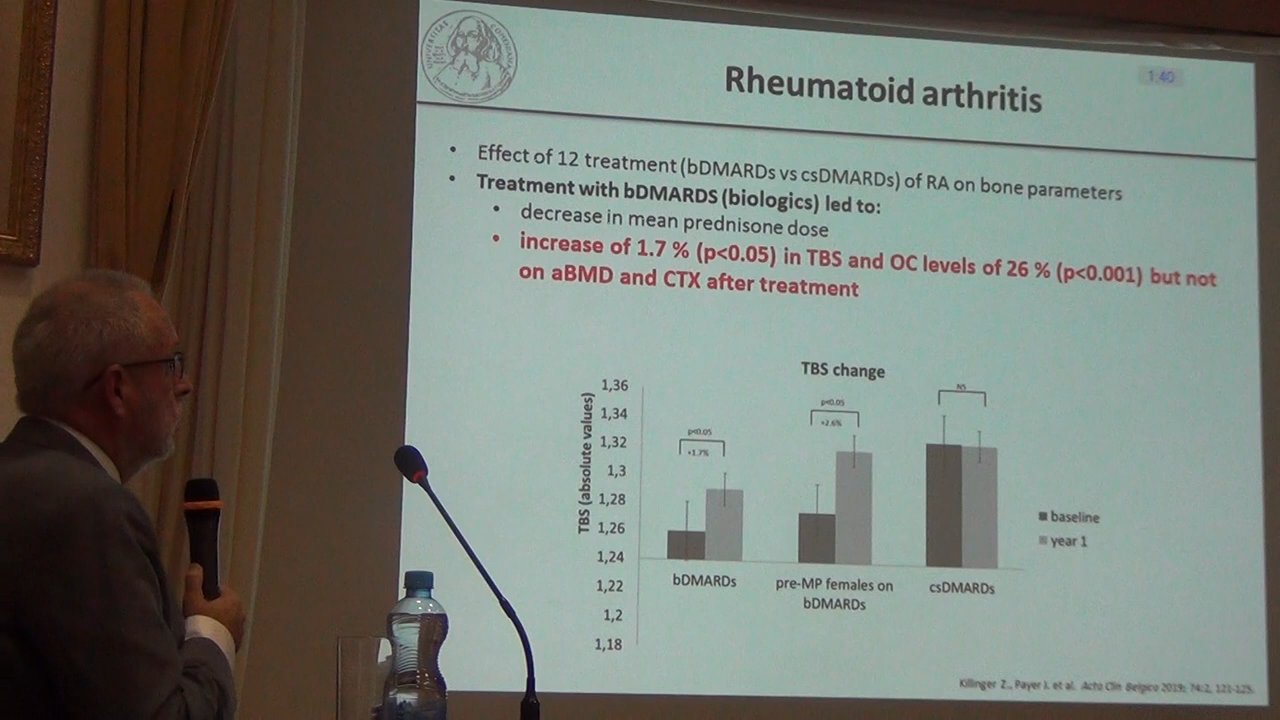 UNIVERSITAS COMENIANA
Rheumatoid arthritis
1:40
• Effect of 12 treatment (bDMARDs vs csDMARDs) of RA on bone parameters
• Treatment with bDMARDS (biologics) led to:
• decrease in mean prednisone dose
• increase of 1.7 % (p<0.05) in TBS and OC levels of 26 % (p<0.001) but not
on aBMD and CTX after treatment
TBS change
TBS (absolute values)
1,36
1,34
1,32
1,3
1,28
1,26
1,24
1,22
1,2
1,18
p<0.05
+1.7%
p<0.05
+2.6%
NS
bDMARDs
pre-MP females on
bDMARDs
csDMARDs
baseline
year 1
Killinger Z., Payer J. et al. Acta Clin Belgica 2019; 74:2, 121-125.